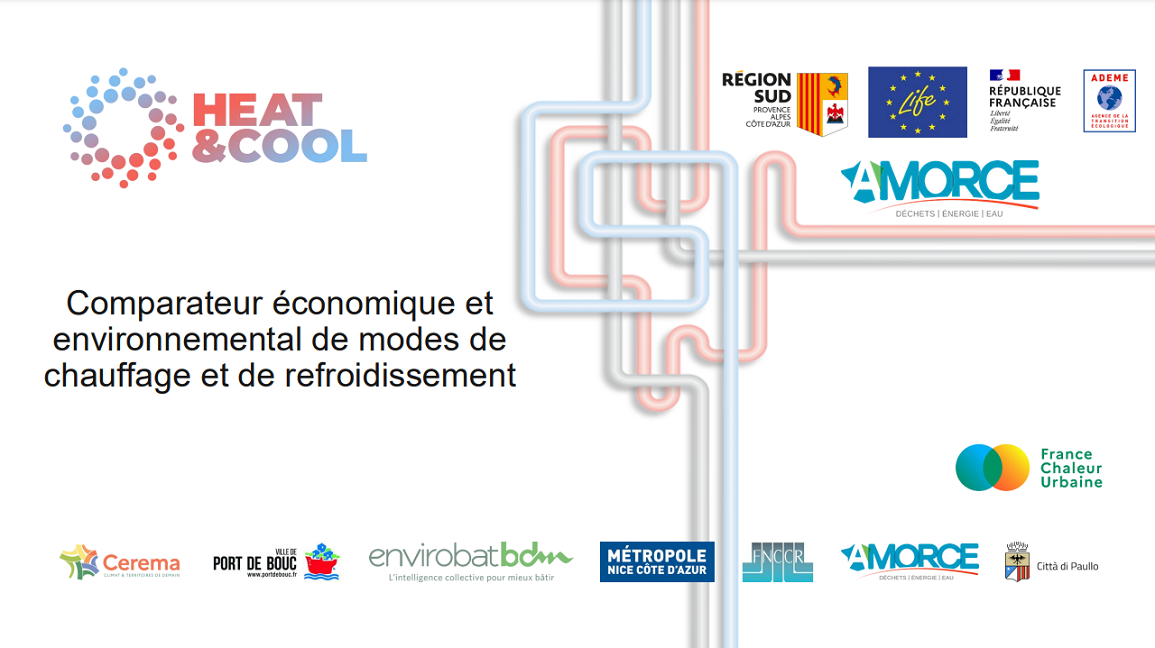 HEAT
&COOL
RÉGION
SUD
PROVENCE
ALPES
CÔTE D'AZUR
Life
RÉPUBLIQUE
FRANÇAISE
Liberté
Égalité
Fraternité
ADEME
AGENCE DE LA
TRANSITION
ÉCOLOGIQUE
AMORCE
DÉCHETS | ÉNERGIE | EAU
Comparateur économique et
environnemental de modes de
chauffage et de refroidissement
France
Chaleur
Urbaine
Cerema
CLIMAT & TERRITOIRES DE DEMAIN
VILLE DE
PORT DE BOUC
www.portdebouc.fr
envirobatbdm
L'intelligence collective pour mieux bâtir
MÉTROPOLE
NICE CÔTE D'AZUR
FNCCR
AMORCE
DÉCHETS | ÉNERGIE | EAU
Città di Paullo